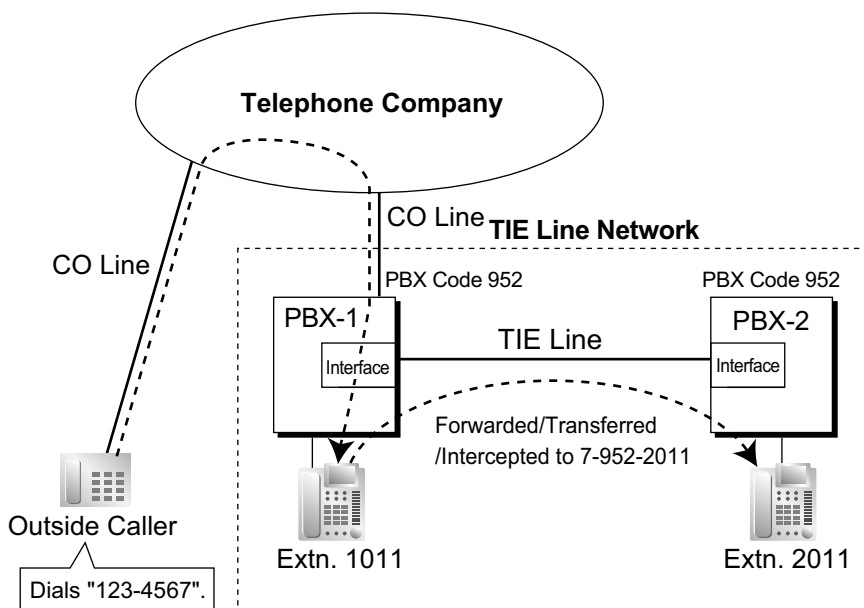 Telephone Company
CO Line
CO Line
TIE Line Network
PBX Code 952
PBX Code 952
PBX-1
PBX-2
TIE Line
Interface
Interface
Forwarded/Transferred
/Intercepted to 7-952-2011
Outside Caller
Extn. 1011
Extn. 2011
Dials "123-4567".